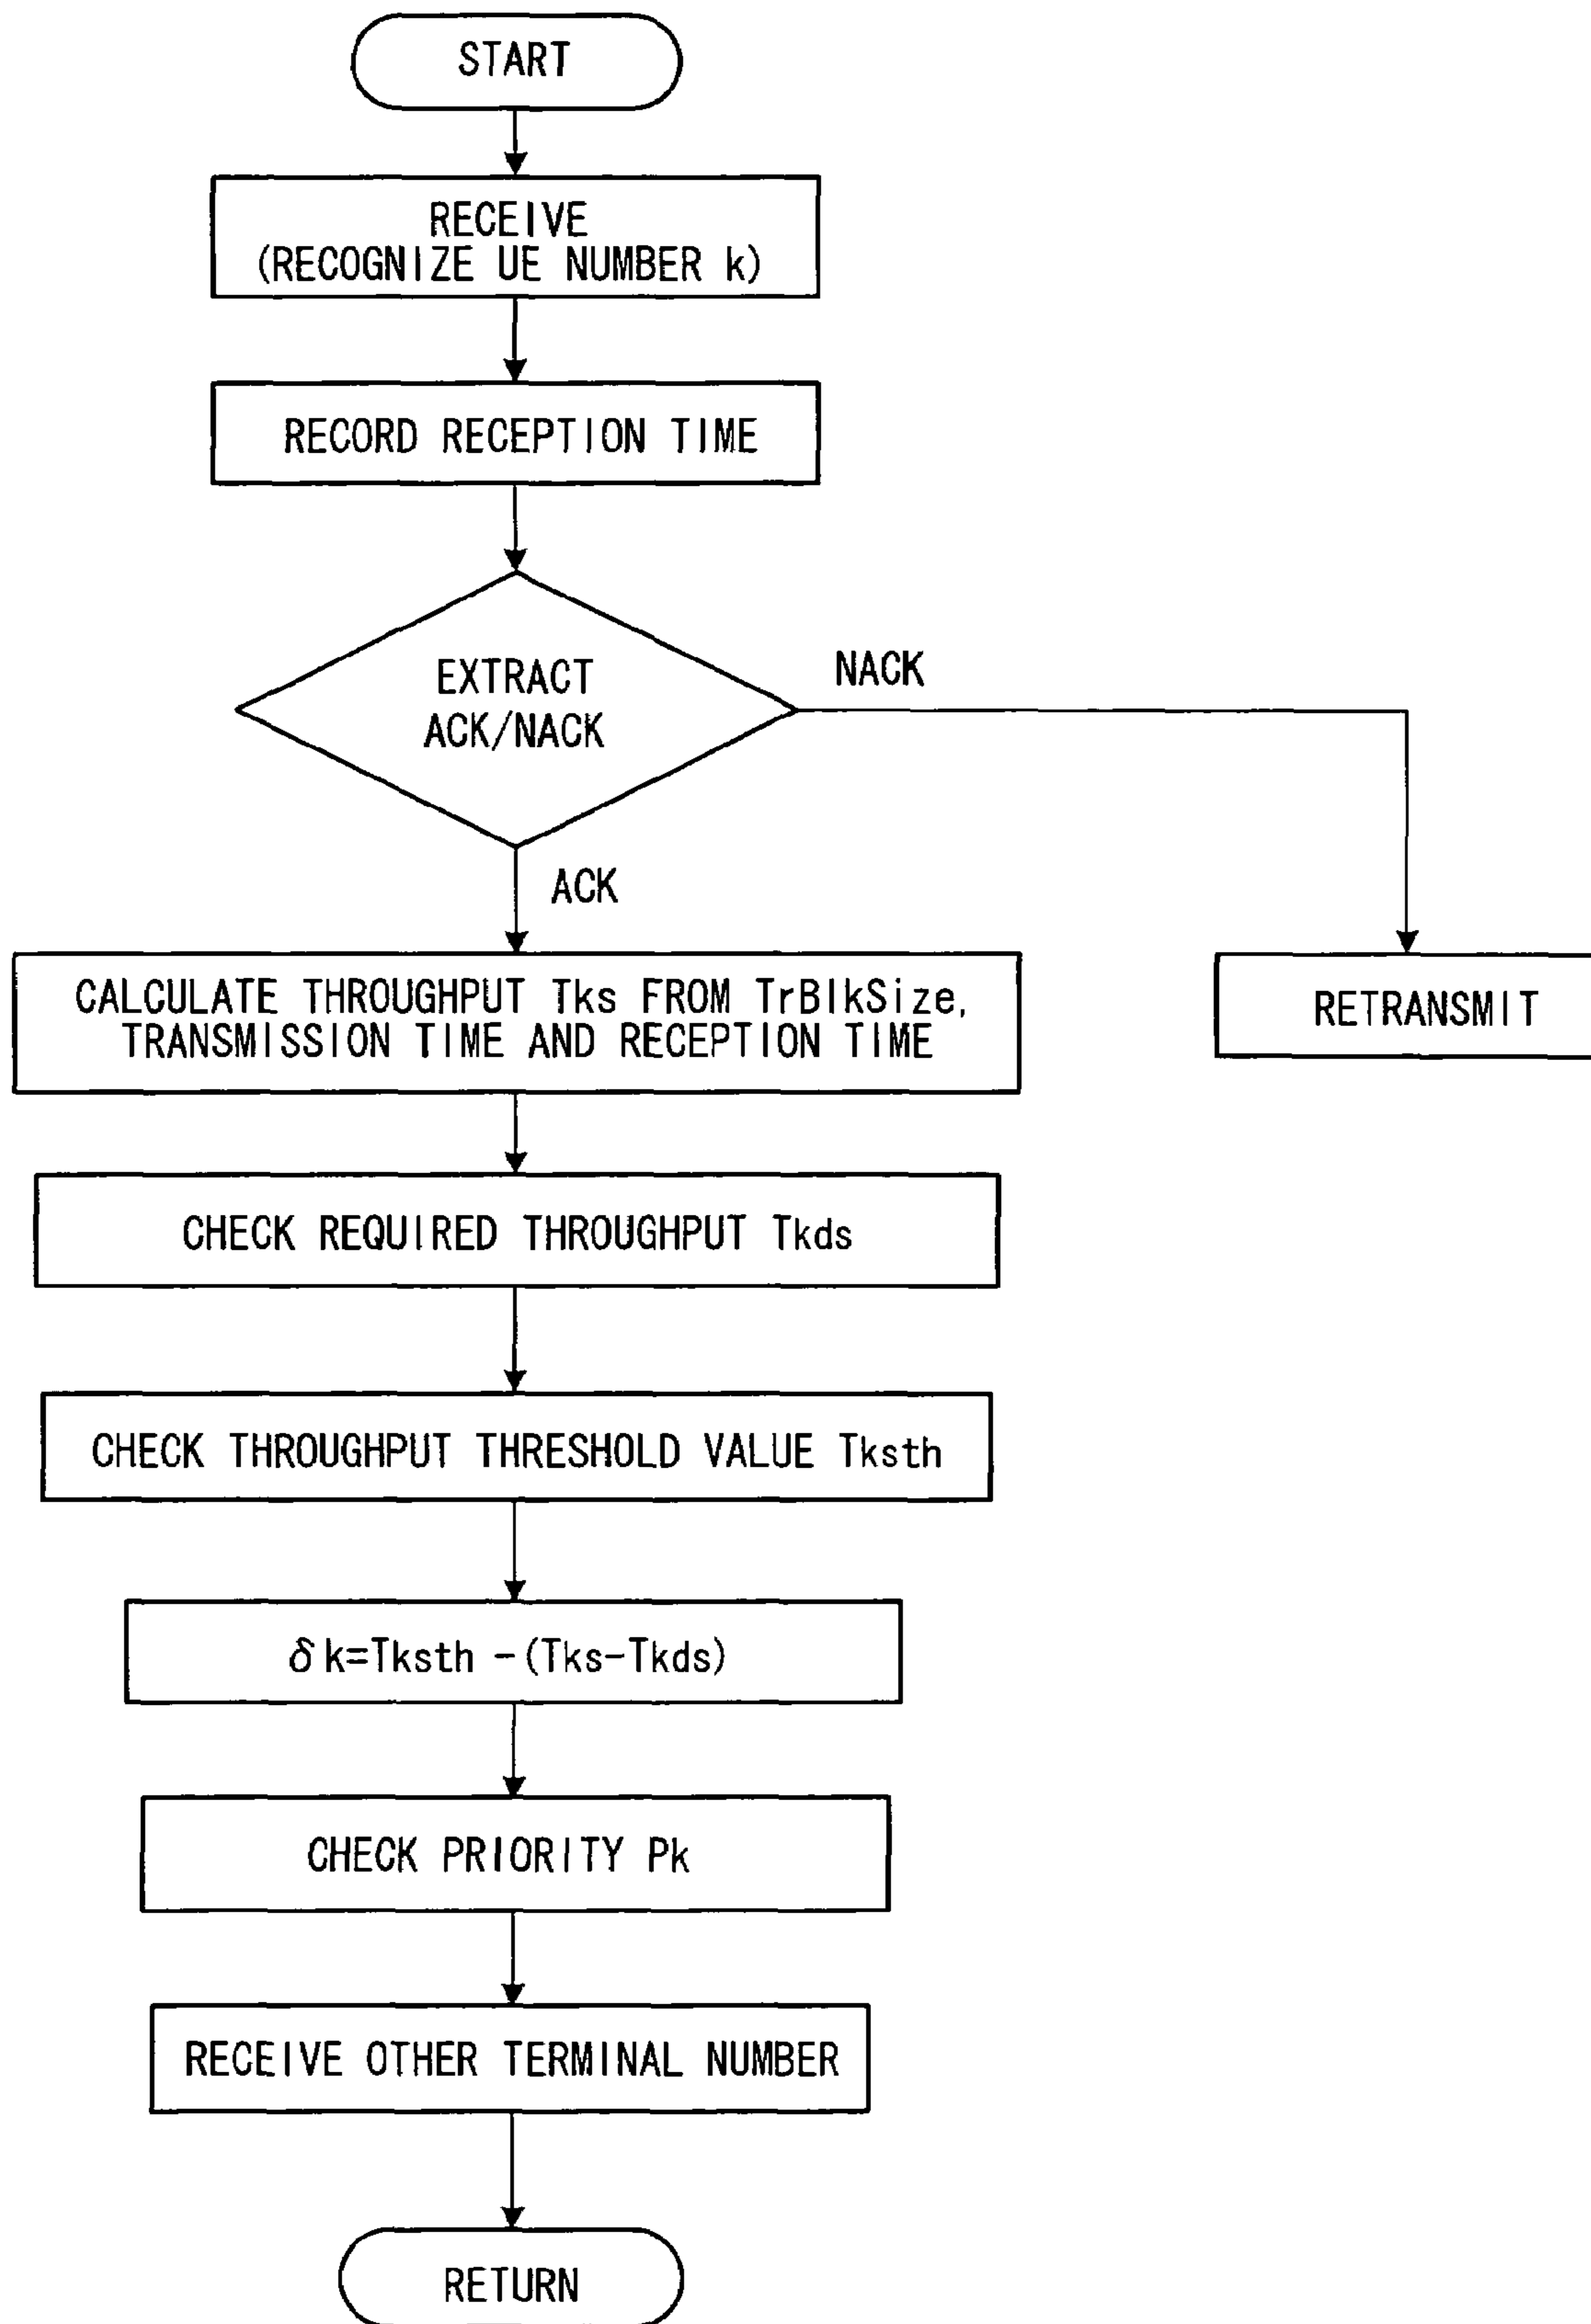 START
RECEIVE
(RECOGNIZE UE NUMBER k)
RECORD RECEPTION TIME
EXTRACT
ACK/NACK
NACK
ACK
CALCULATE THROUGHPUT Tks FROM TrBlkSize,
TRANSMISSION TIME AND RECEPTION TIME
RETRANSMIT
CHECK REQUIRED THROUGHPUT Tkds
CHECK THROUGHPUT THRESHOLD VALUE Tksth
δk=Tksth -(Tks-Tkds)
CHECK PRIORITY Pk
RECEIVE OTHER TERMINAL NUMBER
RETURN